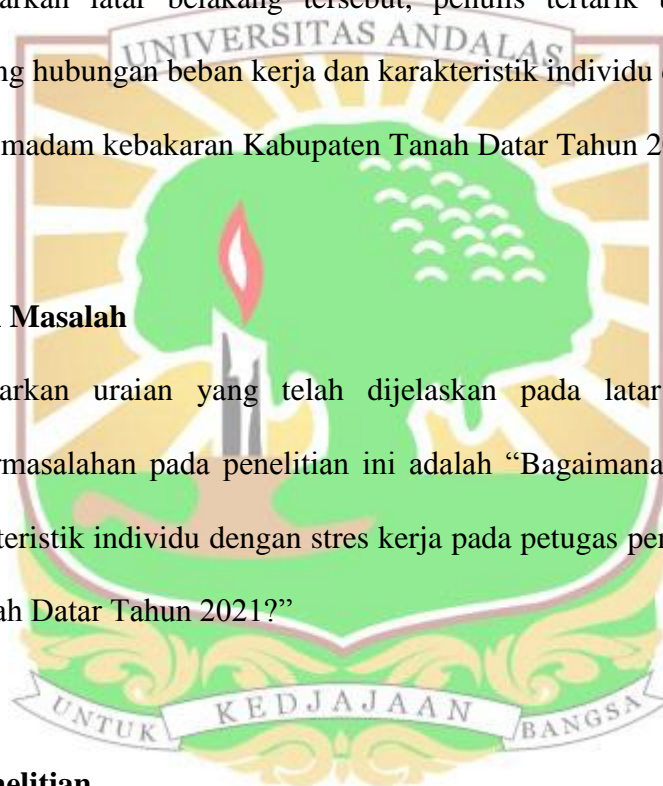 arkan latar belakang tersebut, penulis tertarik
UNIVERSITAS ANDALAS
ng hubungan beban kerja dan karakteristik individu
madam kebakaran Kabupaten Tanah Datar Tahun 2
Masalah
arkan uraian yang telah dijelaskan pada latar
rmasalahan pada penelitian ini adalah “Bagaimana
teristik individu dengan stres kerja pada petugas per
ah Datar Tahun 2021?”
UNTUK KEDJAJAAN BANGSA
nelitian